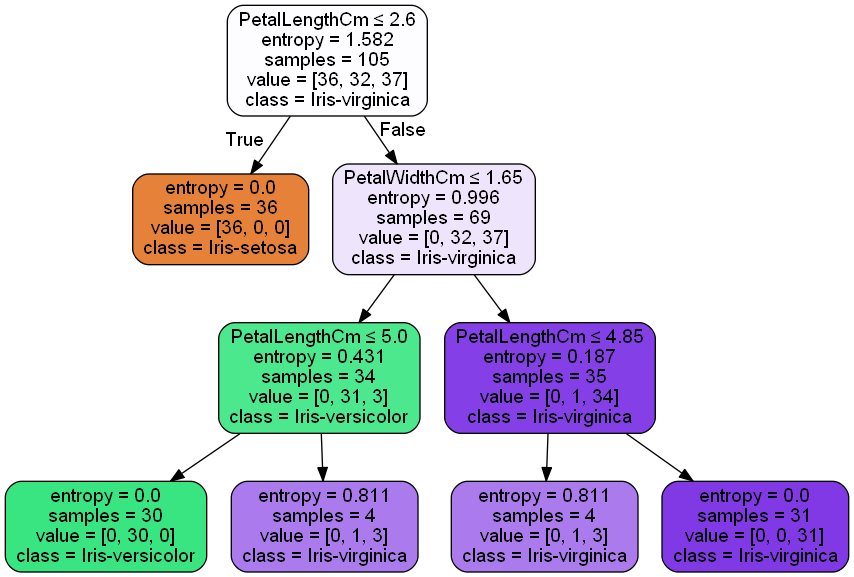 PetalLengthCm ≤ 2.6
entropy = 1.582
samples = 105
value = [36, 32, 37]
class = Iris-virginica
True
False
entropy = 0.0
samples = 36
value = [36, 0, 0]
class = Iris-setosa
PetalWidthCm ≤ 1.65
entropy = 0.996
samples = 69
value = [0, 32, 37]
class = Iris-virginica
PetalLengthCm ≤ 5.0
entropy = 0.431
samples = 34
value = [0, 31, 3]
class = Iris-versicolor
PetalLengthCm ≤ 4.85
entropy = 0.187
samples = 35
value = [0, 1, 34]
class = Iris-virginica
entropy = 0.0
samples = 30
value = [0, 30, 0]
class = Iris-versicolor
entropy = 0.811
samples = 4
value = [0, 1, 3]
class = Iris-virginica
entropy = 0.811
samples = 4
value = [0, 1, 3]
class = Iris-virginica
entropy = 0.0
samples = 31
value = [0, 0, 31]
class = Iris-virginica